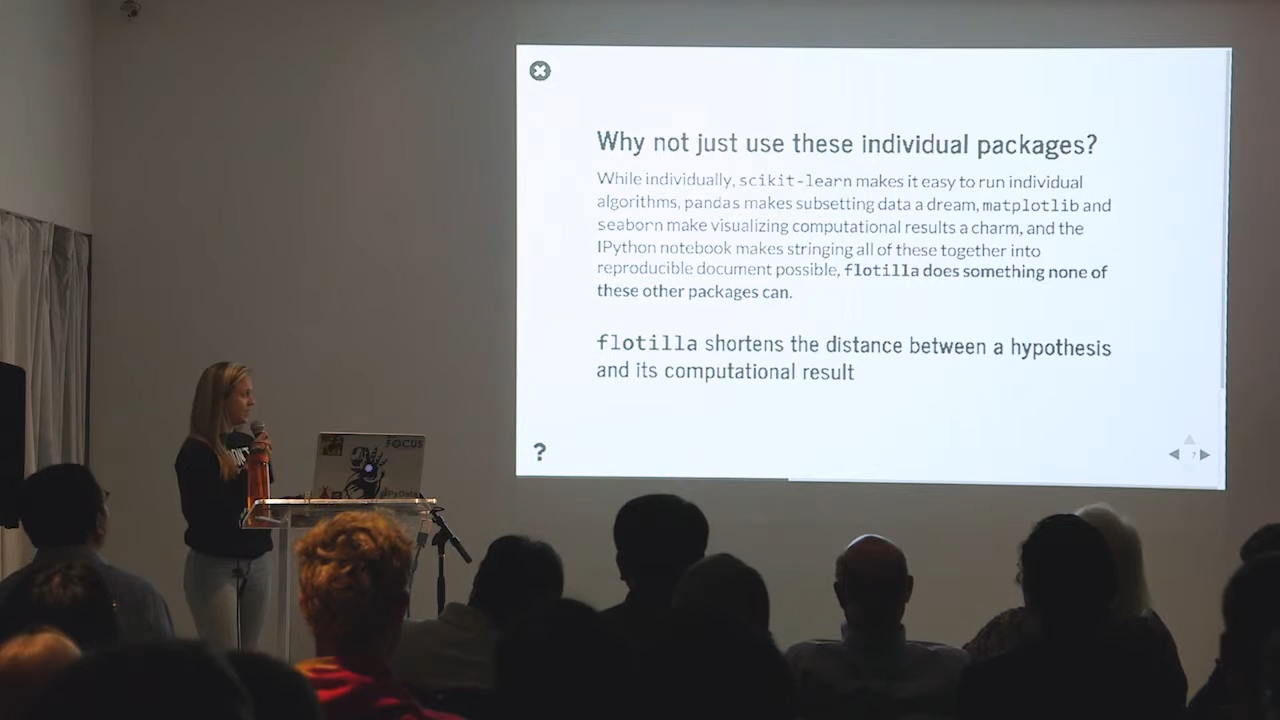 Why not just use these individual packages?
While individually, scikit-learn makes it easy to run individual
algorithms, pandas makes subsetting data a dream, matplotlib and
seaborn make visualizing computational results a charm, and the
IPython notebook makes stringing all of these together into
reproducible document possible, flotilla does something none of
these other packages can.
flotilla shortens the distance between a hypothesis
and its computational result
?
7
FOCUS
PyData